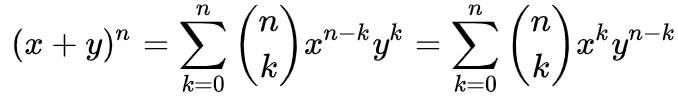 $(x+y)^n = \sum_{k=0}^{n} \binom{n}{k} x^{n-k} y^k = \sum_{k=0}^{n} \binom{n}{k} x^k y^{n-k}$